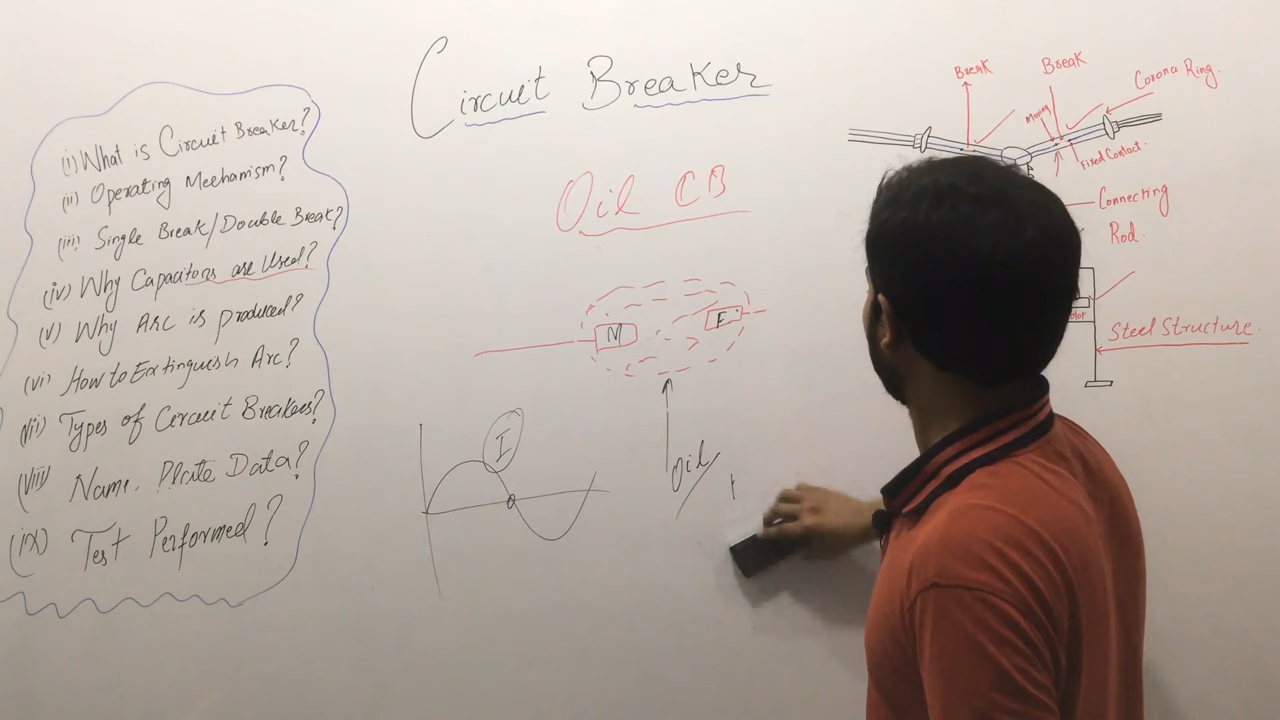 Circuit Breaker
(i) What is Circuit Breaker?
(ii) Operating Mechanism?
(iii) Single Break/Double Break?
(iv) Why Capacitors are Used?
(v) Why Arc is produced?
(vi) How to Extinguish Arc?
(vii) Types of Circuit Breakers?
(viii) Name Plate Data?
(ix) Test Performed?
Oil CB
M
F
I
Oil/
Break
Break
Corona Ring.
Moving
Fixed Contact.
Connecting
Rod.
Steel Structure.